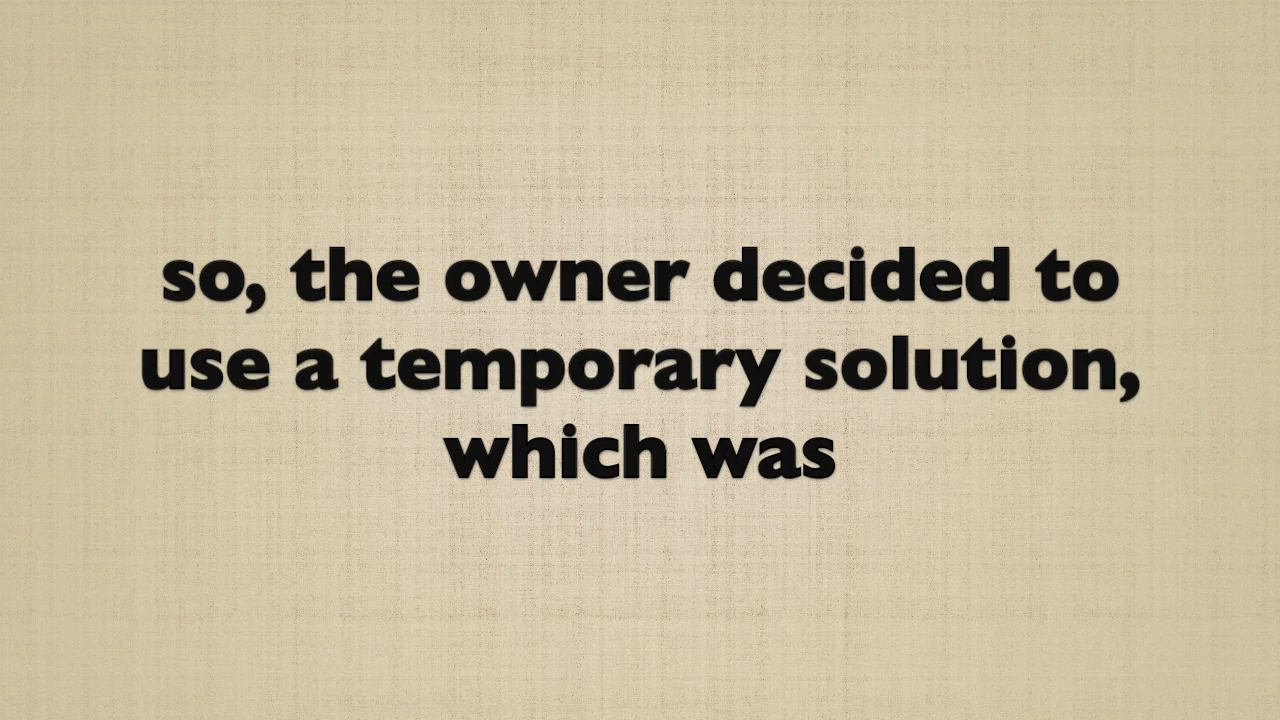 so, the owner decided to
use a temporary solution,
which was